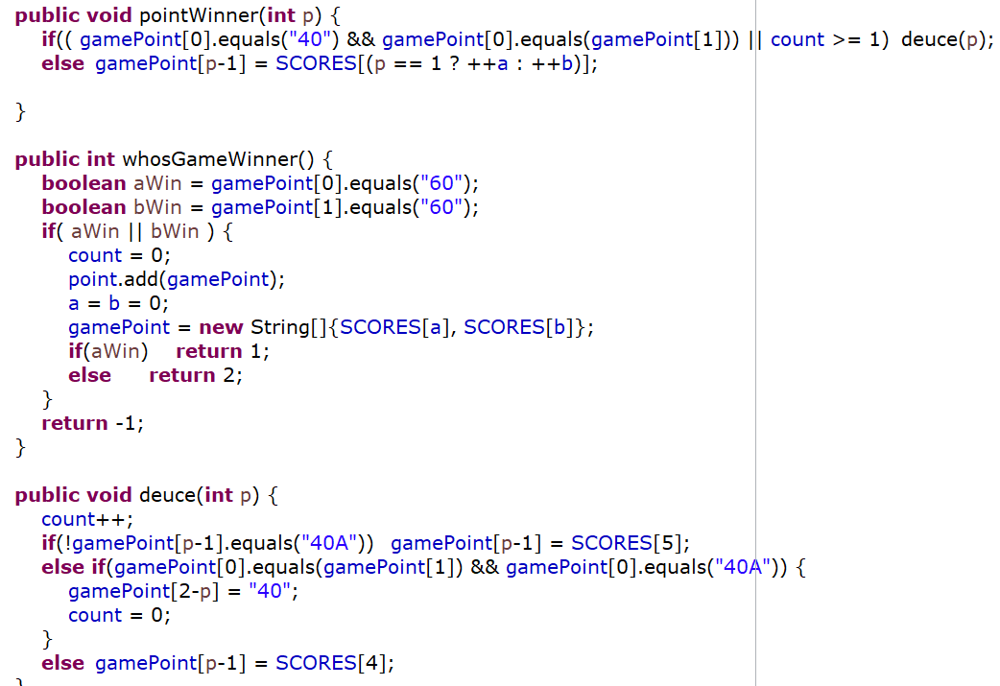 public void pointWinner(int p) {
if(( gamePoint[0].equals("40") && gamePoint[0].equals(gamePoint[1])) || count >= 1) deuce(p);
else gamePoint[p-1] = SCORES[(p == 1 ? ++a : ++b)];
}
public int whosGameWinner() {
boolean aWin = gamePoint[0].equals("60");
boolean bWin = gamePoint[1].equals("60");
if( aWin || bWin ) {
count = 0;
point.add(gamePoint);
a = b = 0;
gamePoint = new String[]{SCORES[a], SCORES[b]};
if(aWin) return 1;
else return 2;
}
return -1;
}
public void deuce(int p) {
count++;
if(!gamePoint[p-1].equals("40A")) gamePoint[p-1] = SCORES[5];
else if(gamePoint[0].equals(gamePoint[1]) && gamePoint[0].equals("40A")) {
gamePoint[2-p] = "40";
count = 0;
}
else gamePoint[p-1] = SCORES[4];
}